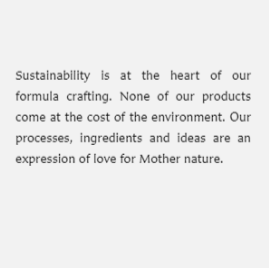 Sustainability is at the heart of our
formula crafting. None of our products
come at the cost of the environment. Our
processes, ingredients and ideas are an
expression of love for Mother nature.